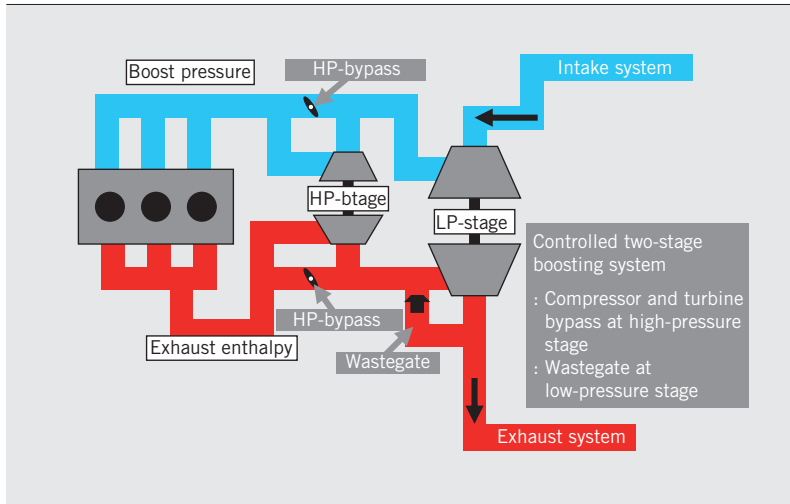 HP-bypass
Intake system
Boost pressure
HP-btage
LP-stage
Controlled two-stage
boosting system
: Compressor and turbine
bypass at high-pressure
stage
: Wastegate at
low-pressure stage
HP-bypass
Exhaust enthalpy
Wastegate
Exhaust system